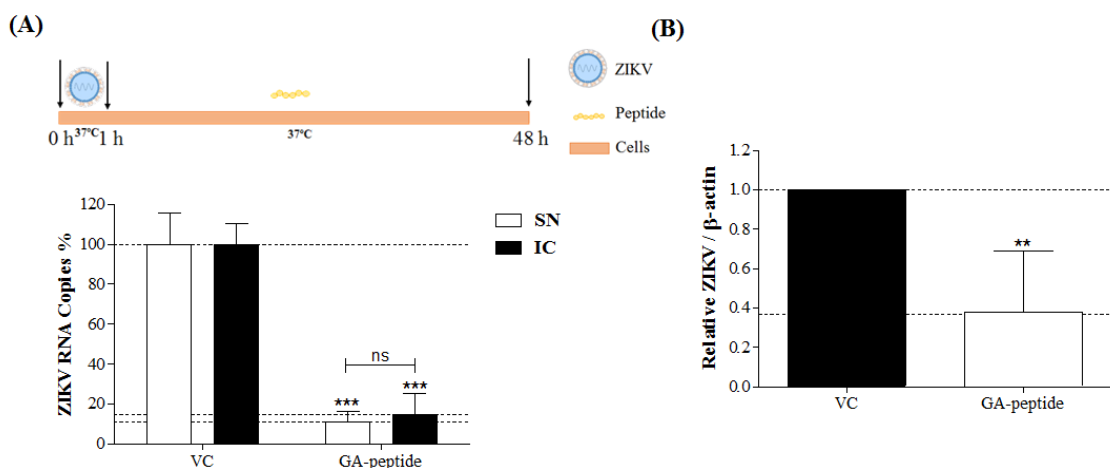 (A)
(B)
ZIKV
Peptide
Cells
0 h 37°C 1 h 37°C 48 h
ZIKV RNA Copies %
120
100
80
60
40
20
0
SN
IC
ns
***
***
VC
GA-peptide
Relative ZIKV / β-actin
1.2
1.0
0.8
0.6
0.4
0.2
0.0
**
VC
GA-peptide